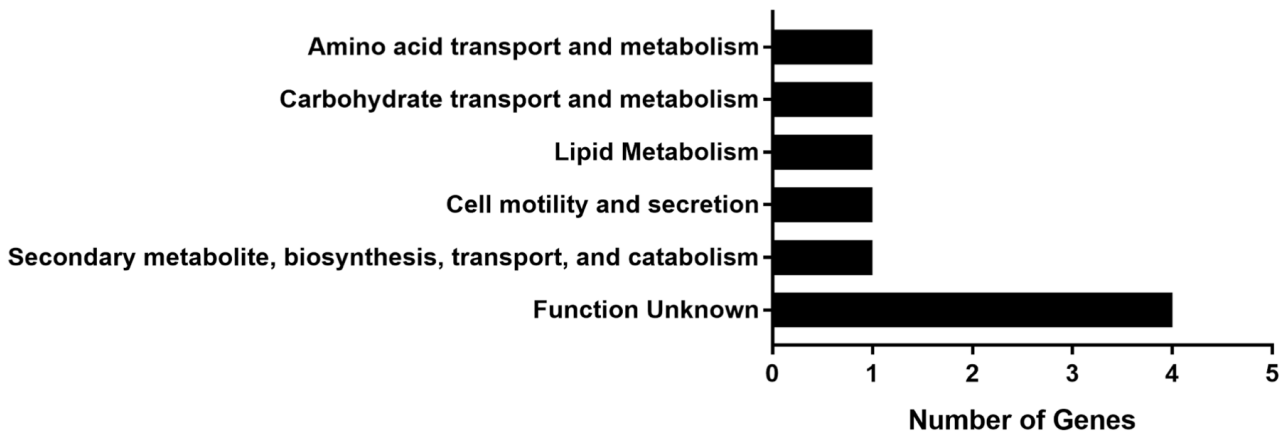 Amino acid transport and metabolism
Carbohydrate transport and metabolism
Lipid Metabolism
Cell motility and secretion
Secondary metabolite, biosynthesis, transport, and catabolism
Function Unknown
0 1 2 3 4 5
Number of Genes